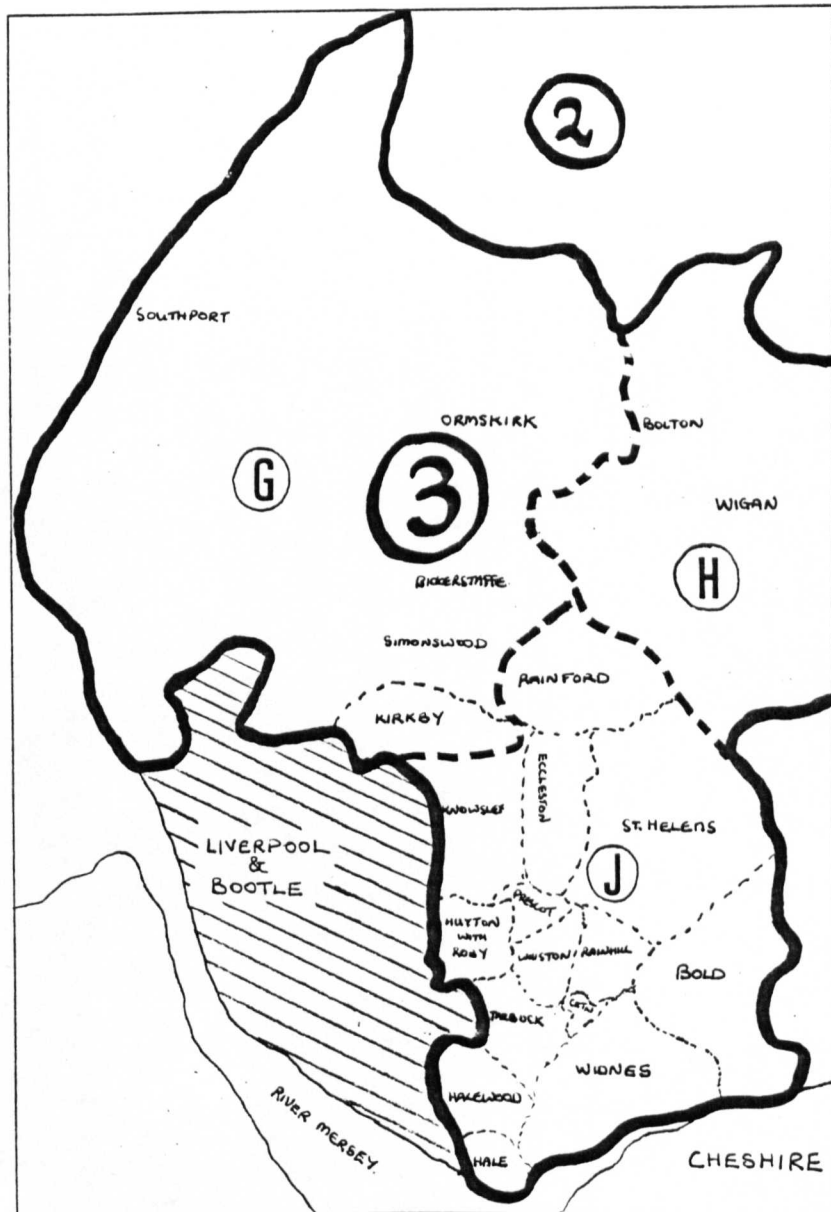 2
SOUTHPORT
ORMSKIRK
BOLTON
G
3
WIGAN
H
BICKERSTAFFE
SIMONSWOOD
RAINFORD
KIRKBY
ECCLESTON
KNOWSLEY
ST. HELENS
LIVERPOOL
&
BOOTLE
J
PRESCOT
HUYTON
WITH
ROBY
WHISTON
RAINHILL
BOLD
TARBUCK
WIDNES
HALEWOOD
RIVER MERSEY.
HALE
CHESHIRE